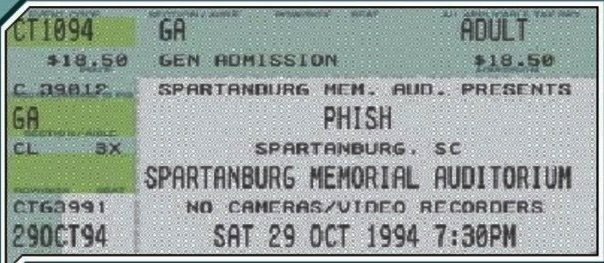 CT1094 GA ADULT
$18.50 GEN ADMISSION $18.50
C 39012 SPARTANBURG MEM. AUD. PRESENTS
GA PHISH
CL 3X SPARTANBURG, SC
SPARTANBURG MEMORIAL AUDITORIUM
CT63991 NO CAMERAS/VIDEO RECORDERS
29OCT94 SAT 29 OCT 1994 7:30PM